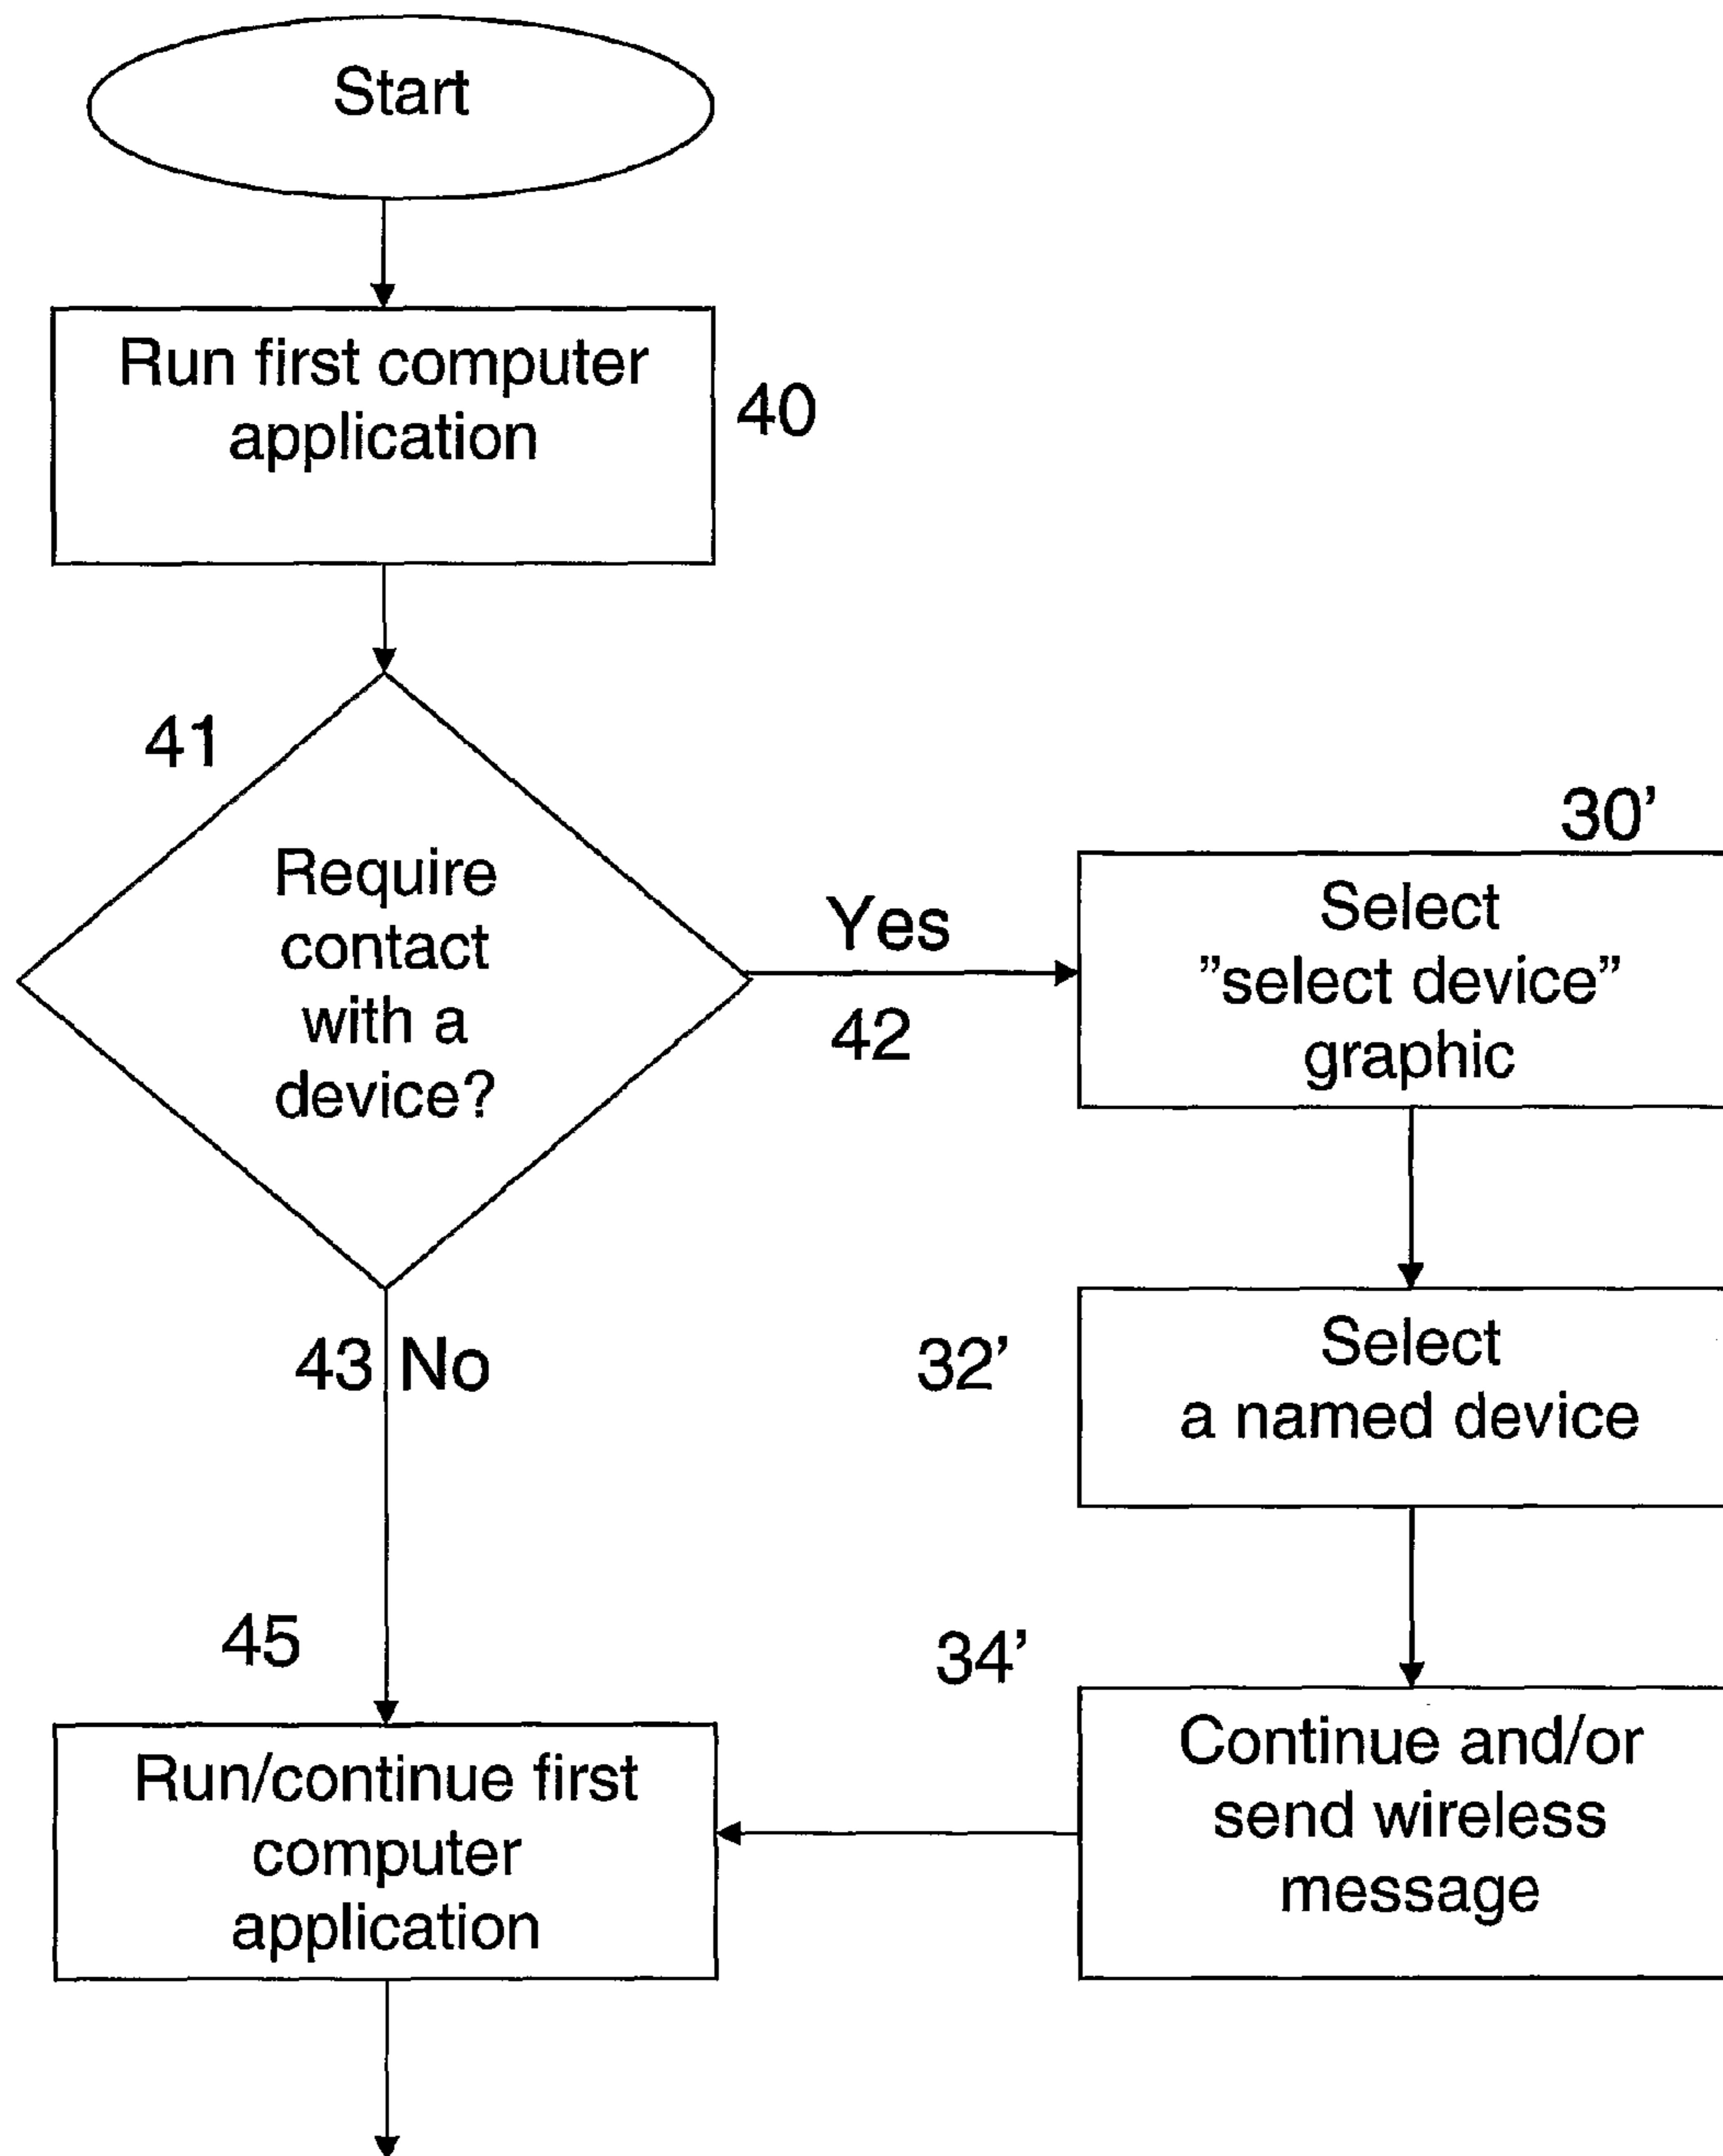 Start
Run first computer
application
40
41
Require
contact
with a
device?
Yes
42
30’
Select
”select device”
graphic
43 No
32’
Select
a named device
45
34’
Run/continue first
computer
application
Continue and/or
send wireless
message